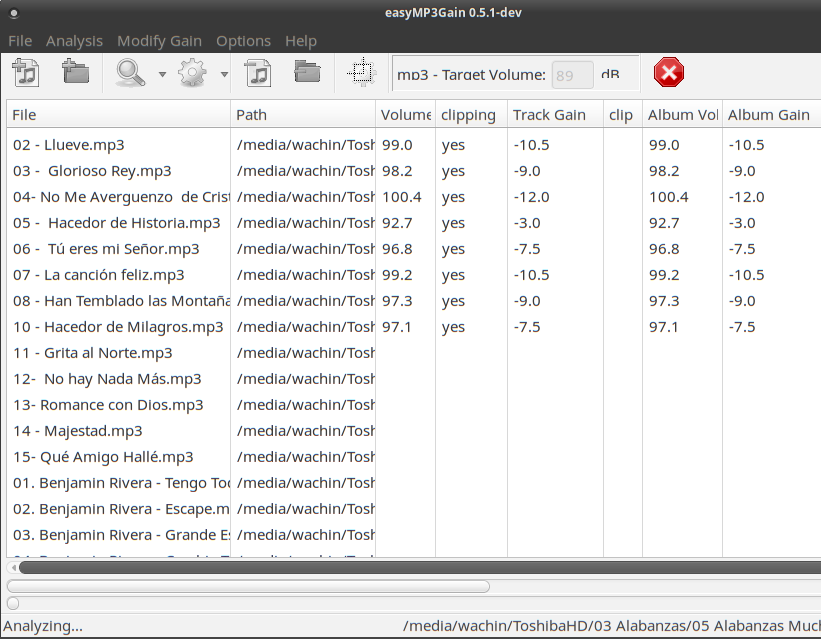 easyMP3Gain 0.5.1-dev
File Analysis Modify Gain Options Help
mp3 - Target Volume: 89 dB
File Path Volume clipping Track Gain clip Album Vol Album Gain
02 - Llueve.mp3 /media/wachin/Tosh 99.0 yes -10.5 99.0 -10.5
03 -  Glorioso Rey.mp3 /media/wachin/Tosh 98.2 yes -9.0 98.2 -9.0
04- No Me Averguenzo  de Crist /media/wachin/Tosh 100.4 yes -12.0 100.4 -12.0
05 -  Hacedor de Historia.mp3 /media/wachin/Tosh 92.7 yes -3.0 92.7 -3.0
06 -  Tú eres mi Señor.mp3 /media/wachin/Tosh 96.8 yes -7.5 96.8 -7.5
07 - La canción feliz.mp3 /media/wachin/Tosh 99.2 yes -10.5 99.2 -10.5
08 - Han Temblado las Montaña /media/wachin/Tosh 97.3 yes -9.0 97.3 -9.0
10 - Hacedor de Milagros.mp3 /media/wachin/Tosh 97.1 yes -7.5 97.1 -7.5
11 - Grita al Norte.mp3 /media/wachin/Tosh
12-  No hay Nada Más.mp3 /media/wachin/Tosh
13- Romance con Dios.mp3 /media/wachin/Tosh
14 - Majestad.mp3 /media/wachin/Tosh
15- Qué Amigo Hallé.mp3 /media/wachin/Tosh
01. Benjamin Rivera - Tengo Tod /media/wachin/Tosh
02. Benjamin Rivera - Escape.m /media/wachin/Tosh
03. Benjamin Rivera - Grande Es /media/wachin/Tosh
Analyzing... /media/wachin/ToshibaHD/03 Alabanzas/05 Alabanzas Much